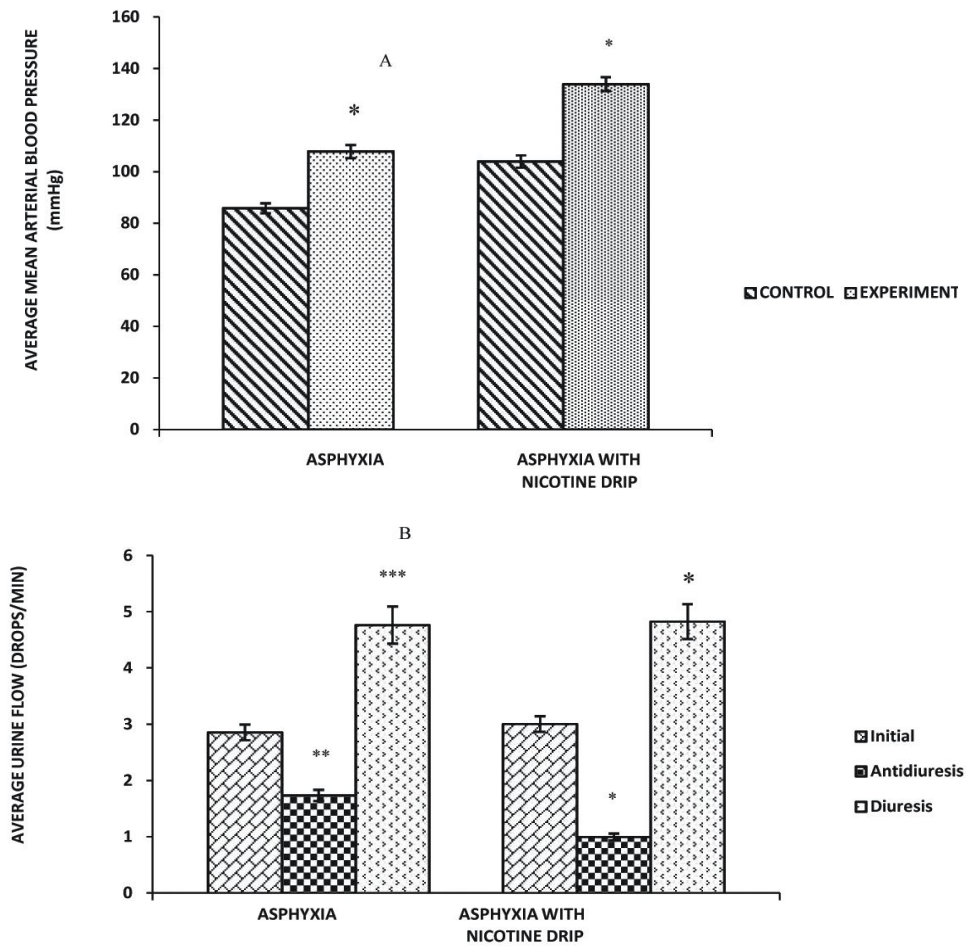 AVERAGE MEAN ARTERIAL BLOOD PRESSURE
(mmHg)
160
140
120
100
80
60
40
20
0
A
*
*
CONTROL EXPERIMENT
ASPHYXIA
ASPHYXIA WITH
NICOTINE DRIP
B
AVERAGE URINE FLOW (DROPS/MIN)
6
5
4
3
2
1
0
**
***
*
*
Initial
Antidiuresis
Diuresis
ASPHYXIA
ASPHYXIA WITH
NICOTINE DRIP